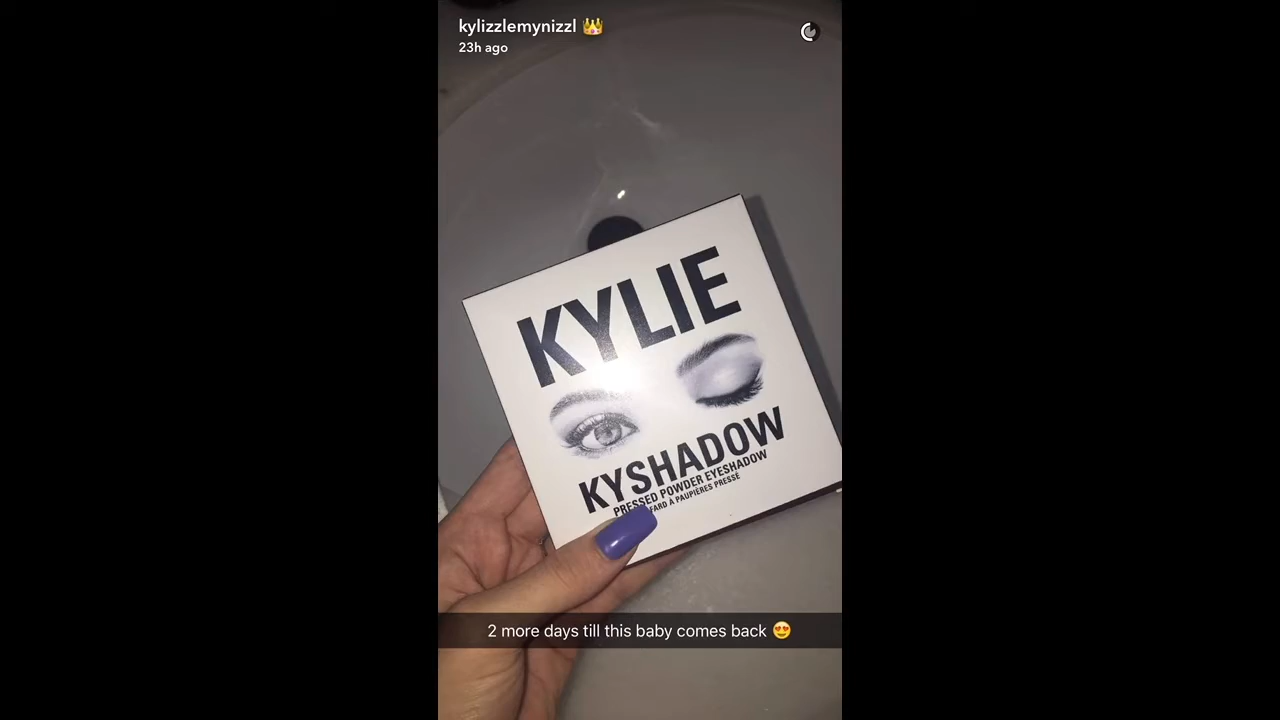 kylizzlemynizzl 👑
23h ago
KYLIE
KYSHADOW
PRESSED POWDER EYESHADOW
FARD À PAUPIÈRES PRESSÉ
2 more days till this baby comes back 😍